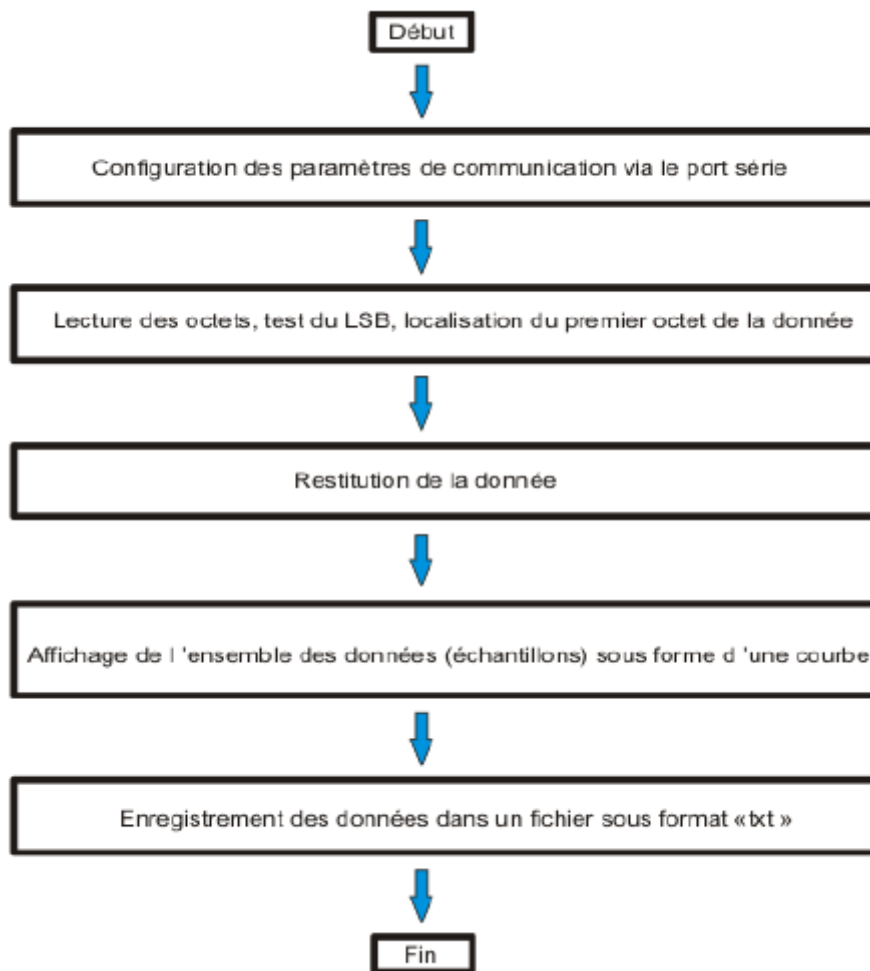 Début
Configuration des paramètres de communication via le port série
Lecture des octets, test du LSB, localisation du premier octet de la donnée
Restitution de la donnée
Affichage de l 'ensemble des données (échantillons) sous forme d 'une courbe
Enregistrement des données dans un fichier sous format «txt »
Fin